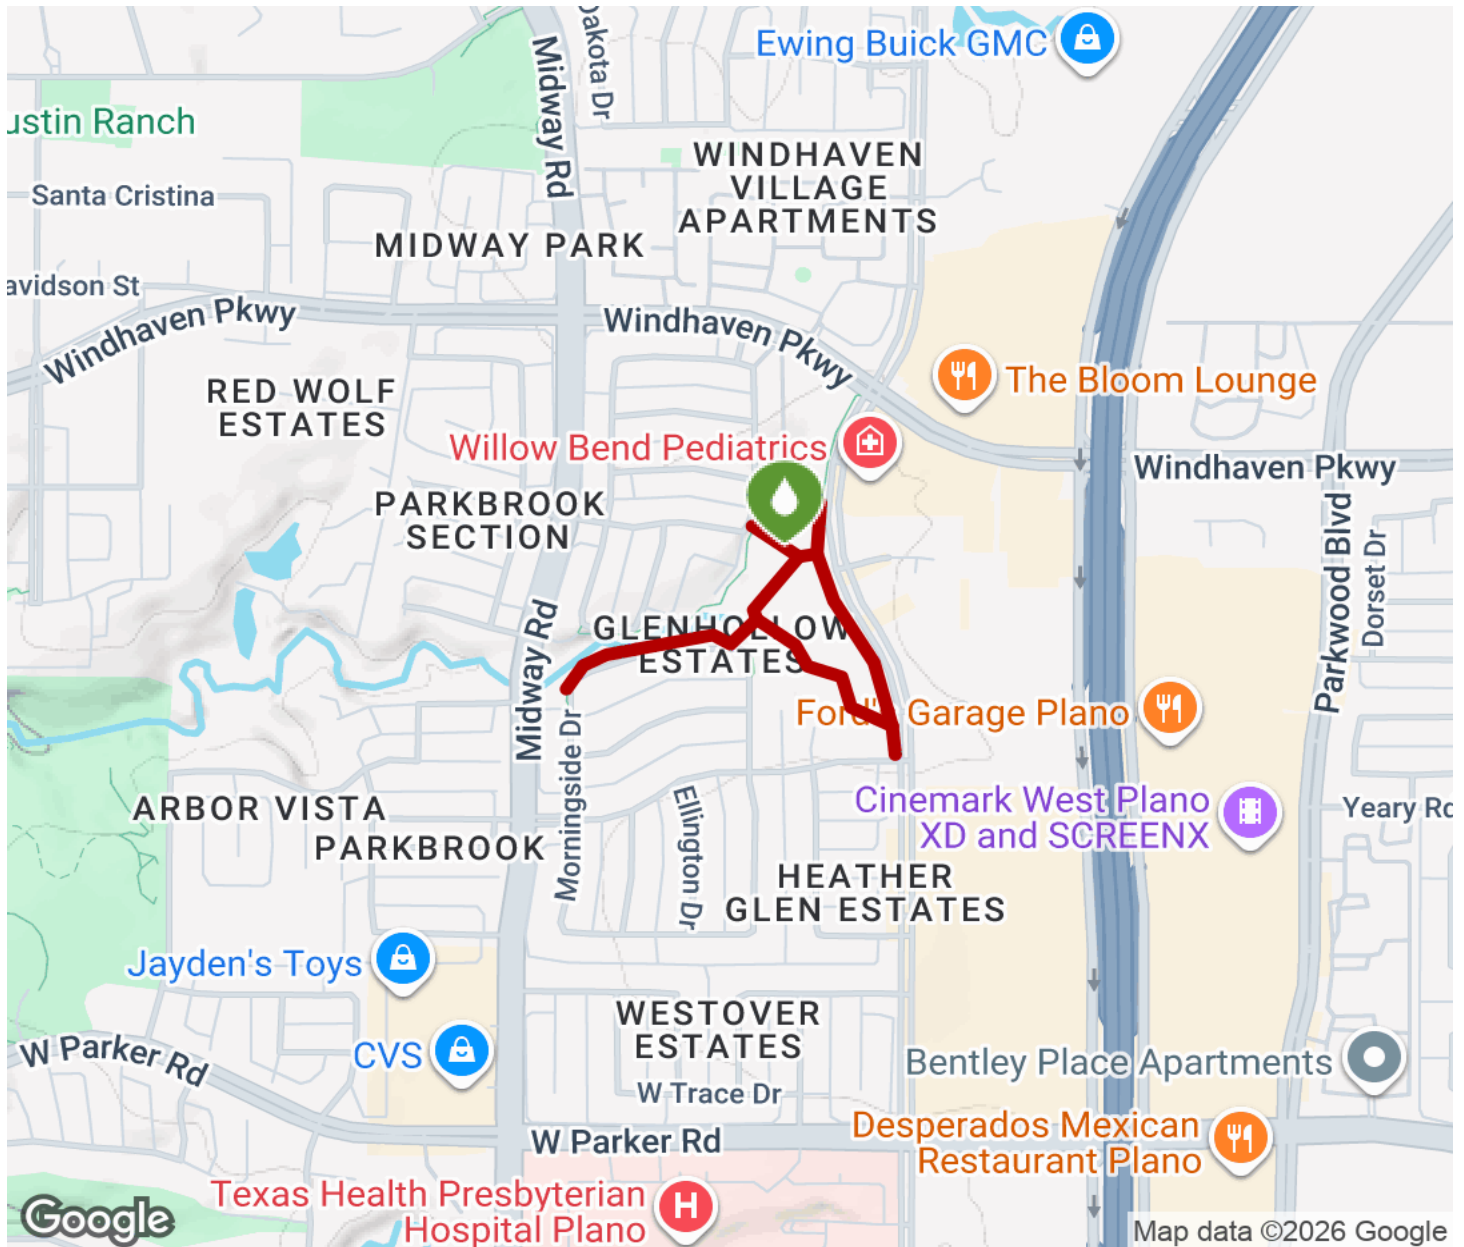 Ewing Buick GMC
Dakota Dr
Midway Rd
ustin Ranch
WINDHAVEN
VILLAGE
APARTMENTS
Santa Cristina
MIDWAY PARK
avidson St
Windhaven Pkwy
Windhaven Pkwy
The Bloom Lounge
RED WOLF
ESTATES
Willow Bend Pediatrics
Windhaven Pkwy
PARKBROOK
SECTION
Parkwood Blvd
Dorset Dr
GLENHOLLOW
ESTATES
Midway Rd
Ford' Garage Plano
Morningside Dr
Ellington Dr
ARBOR VISTA
PARKBROOK
Cinemark West Plano
XD and SCREENX
Yeary Rd
HEATHER
GLEN ESTATES
Jayden's Toys
WESTOVER
ESTATES
W Parker Rd
CVS
Bentley Place Apartments
W Trace Dr
W Parker Rd
Desperados Mexican
Restaurant Plano
Texas Health Presbyterian
Hospital Plano
H
Google
Map data ©2026 Google